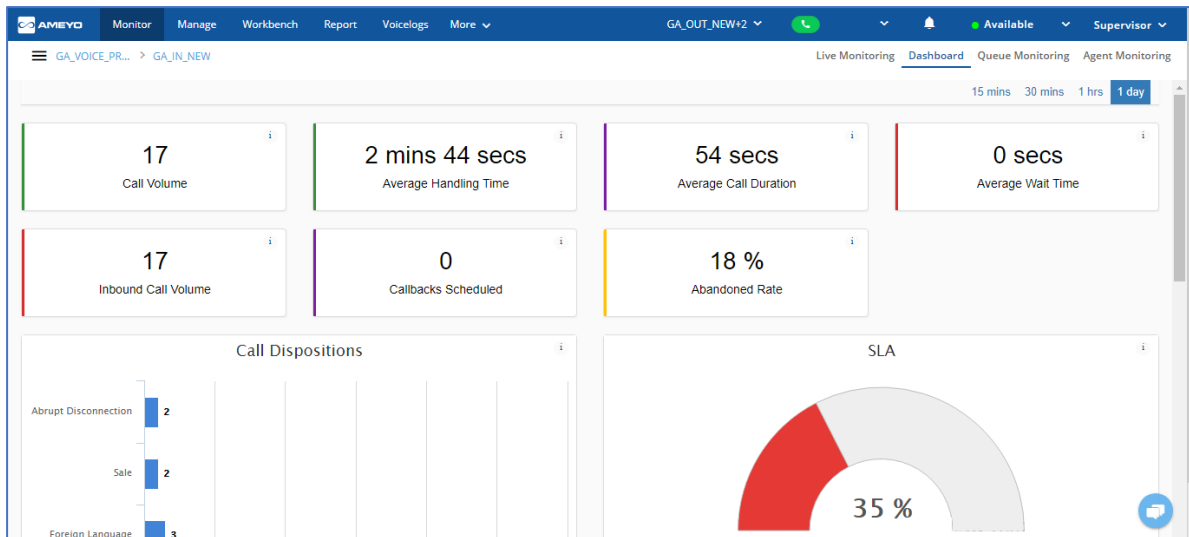 AMEYO Monitor Manage Workbench Report Voicelogs More GA_OUT_NEW+2 Available Supervisor
GA_VOICE_PR... > GA_IN_NEW Live Monitoring Dashboard Queue Monitoring Agent Monitoring
15 mins 30 mins 1 hrs 1 day
i i i i
17 2 mins 44 secs 54 secs 0 secs
Call Volume Average Handling Time Average Call Duration Average Wait Time
i i i
17 0 18 %
Inbound Call Volume Callbacks Scheduled Abandoned Rate
Call Dispositions i SLA i
Abrupt Disconnection 2
Sale 2
35 %
Foreign Language 3